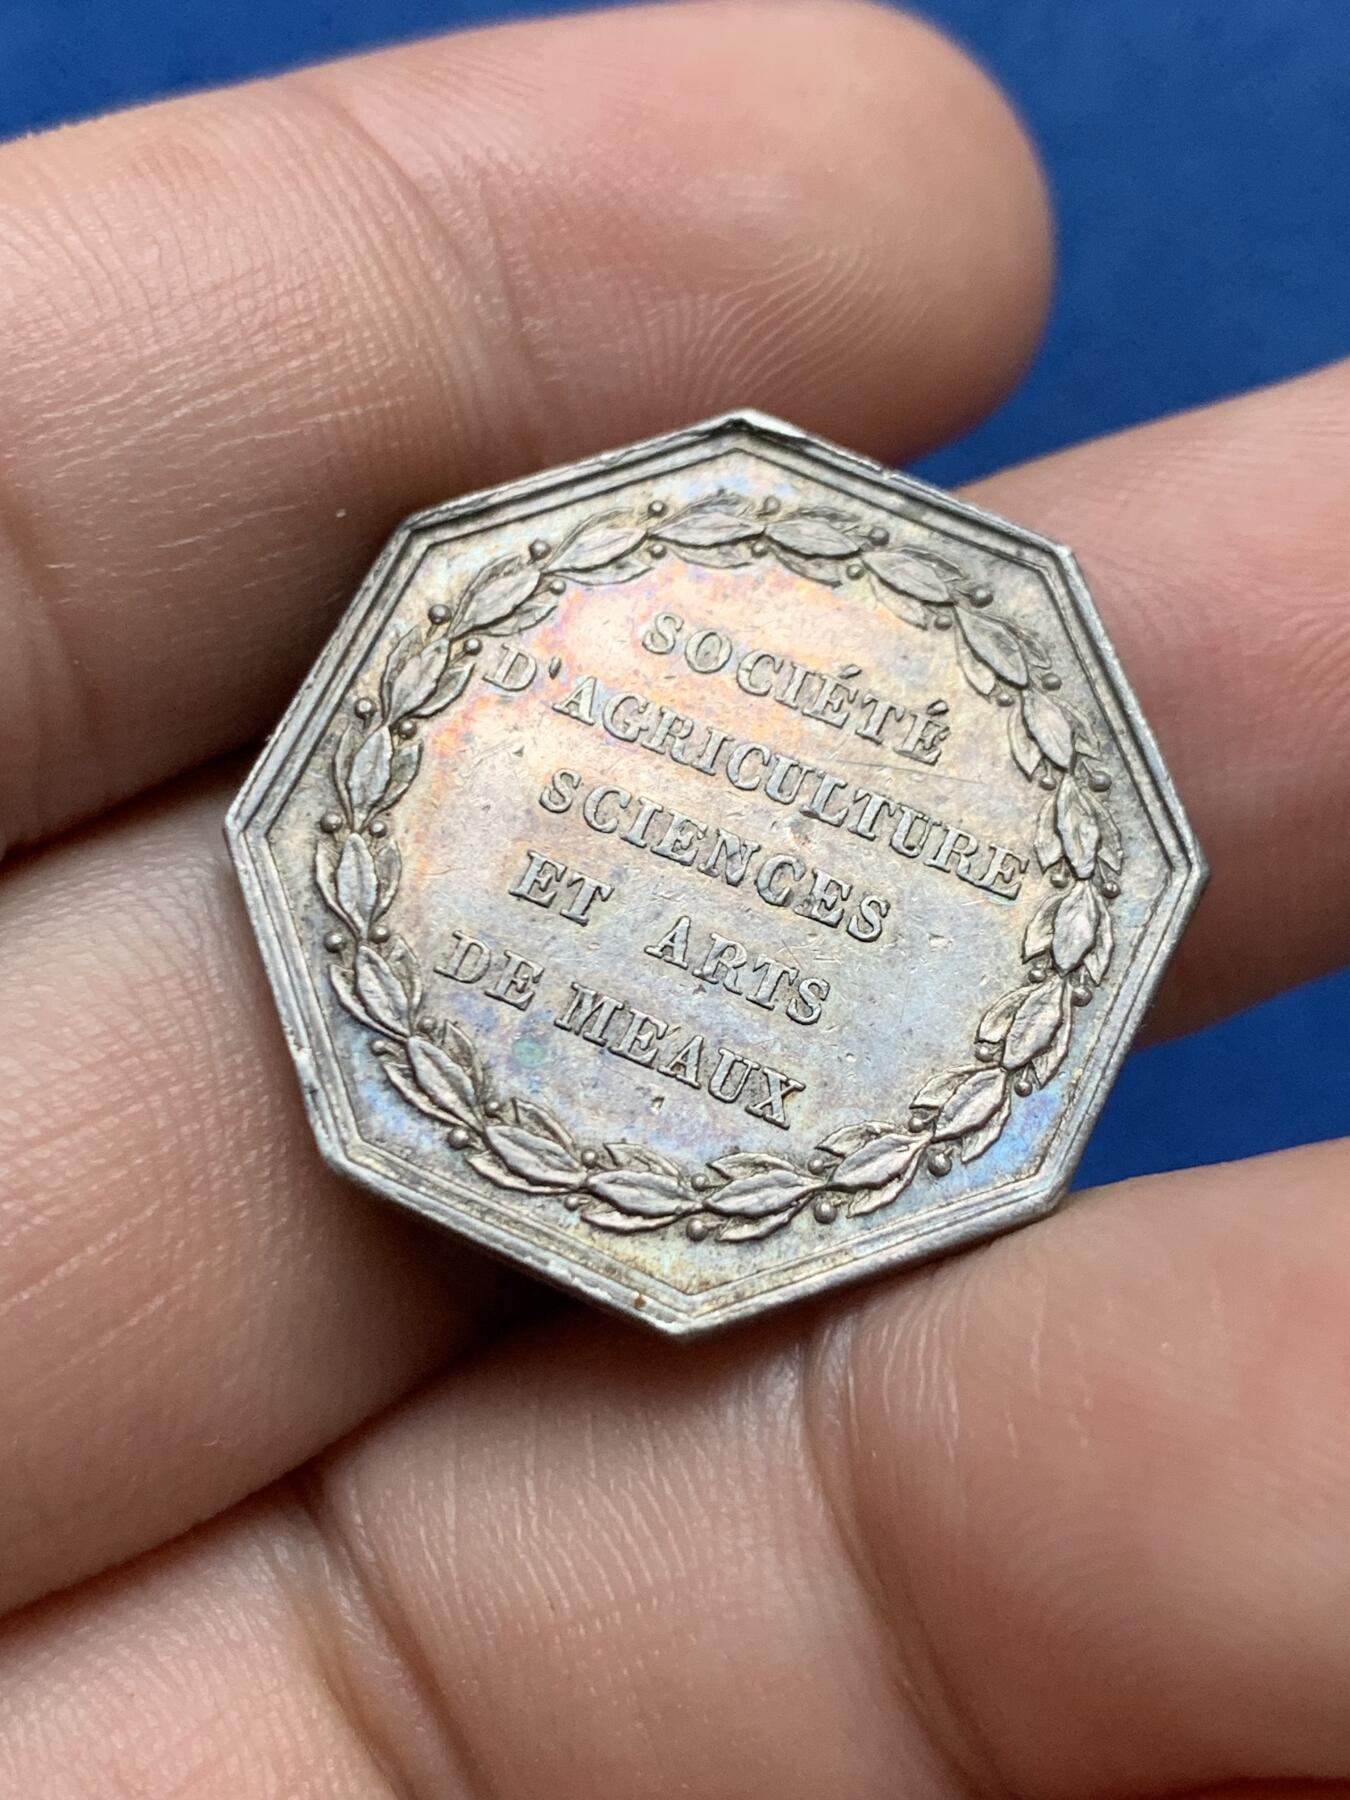 SOCIÉTÉ
D'AGRICULTURE
SCIENCES
ET ARTS
DE MEAUX